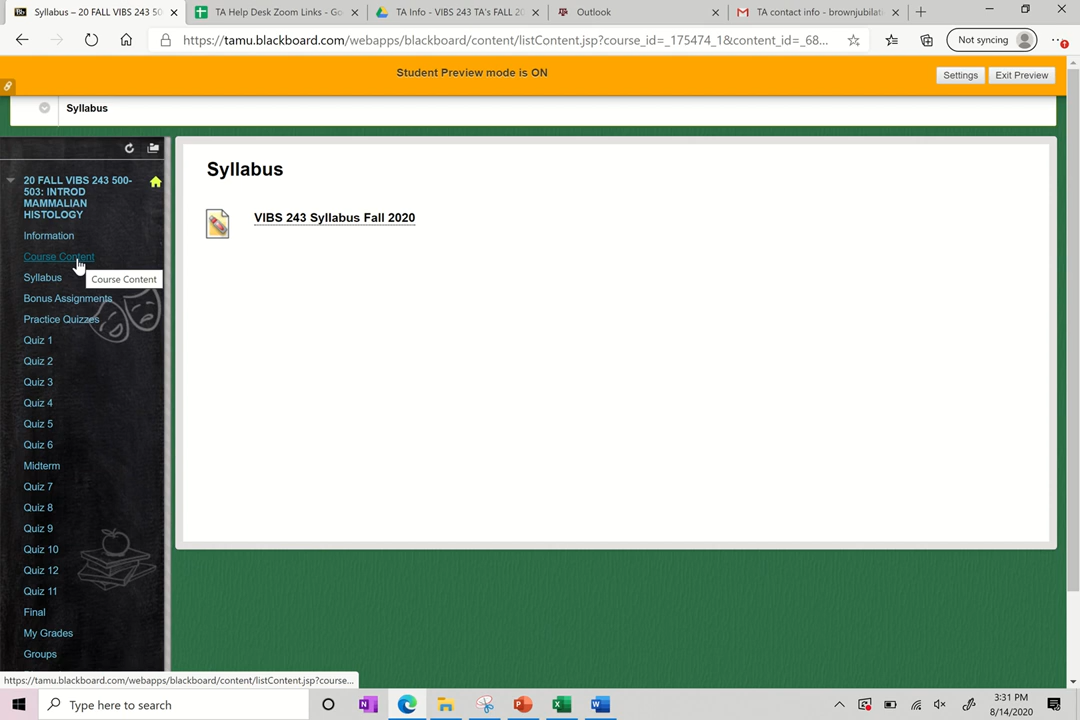 Syllabus – 20 FALL VIBS 243 50
TA Help Desk Zoom Links - Go
TA Info - VIBS 243 TA's FALL 20
Outlook
TA contact info - brownjubilat
https://tamu.blackboard.com/webapps/blackboard/content/listContent.jsp?course_id=_175474_1&content_id=_68...
Not syncing
Student Preview mode is ON
Settings
Exit Preview
Syllabus
20 FALL VIBS 243 500-
503: INTROD
MAMMALIAN
HISTOLOGY
Information
Course Content
Course Content
Syllabus
Bonus Assignments
Practice Quizzes
Quiz 1
Quiz 2
Quiz 3
Quiz 4
Quiz 5
Quiz 6
Midterm
Quiz 7
Quiz 8
Quiz 9
Quiz 10
Quiz 12
Quiz 11
Final
My Grades
Groups
Syllabus
VIBS 243 Syllabus Fall 2020
https://tamu.blackboard.com/webapps/blackboard/content/listContent.jsp?course...
Type here to search
3:31 PM
8/14/2020